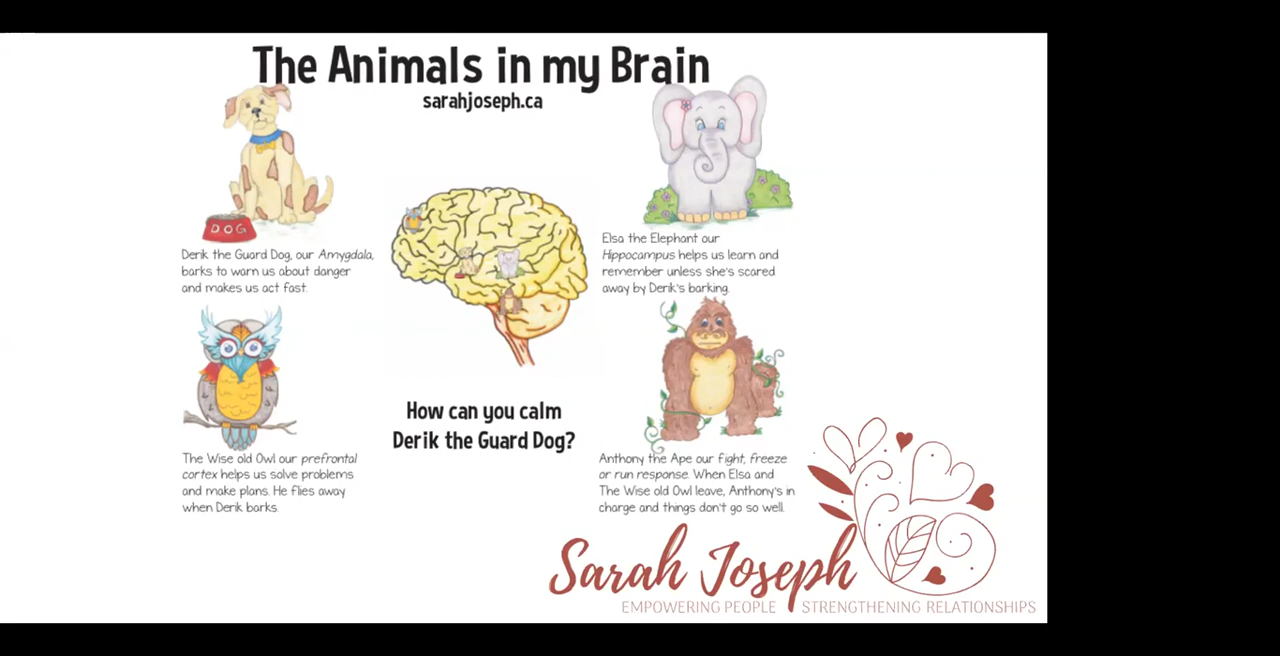 The Animals in my Brain
sarahjoseph.ca
DOG
Derik the Guard Dog, our Amygdala,
barks to warn us about danger
and makes us act fast.
Elsa the Elephant our
Hippocampus helps us learn and
remember unless she's scared
away by Derik's barking.
The Wise old Owl our prefrontal
cortex helps us solve problems
and make plans. He flies away
when Derik barks.
How can you calm
Derik the Guard Dog?
Anthony the Ape our fight, freeze
or run response. When Elsa and
The Wise old Owl leave, Anthony's in
charge and things don't go so well.
Sarah Joseph
EMPOWERING PEOPLE STRENGTHENING RELATIONSHIPS